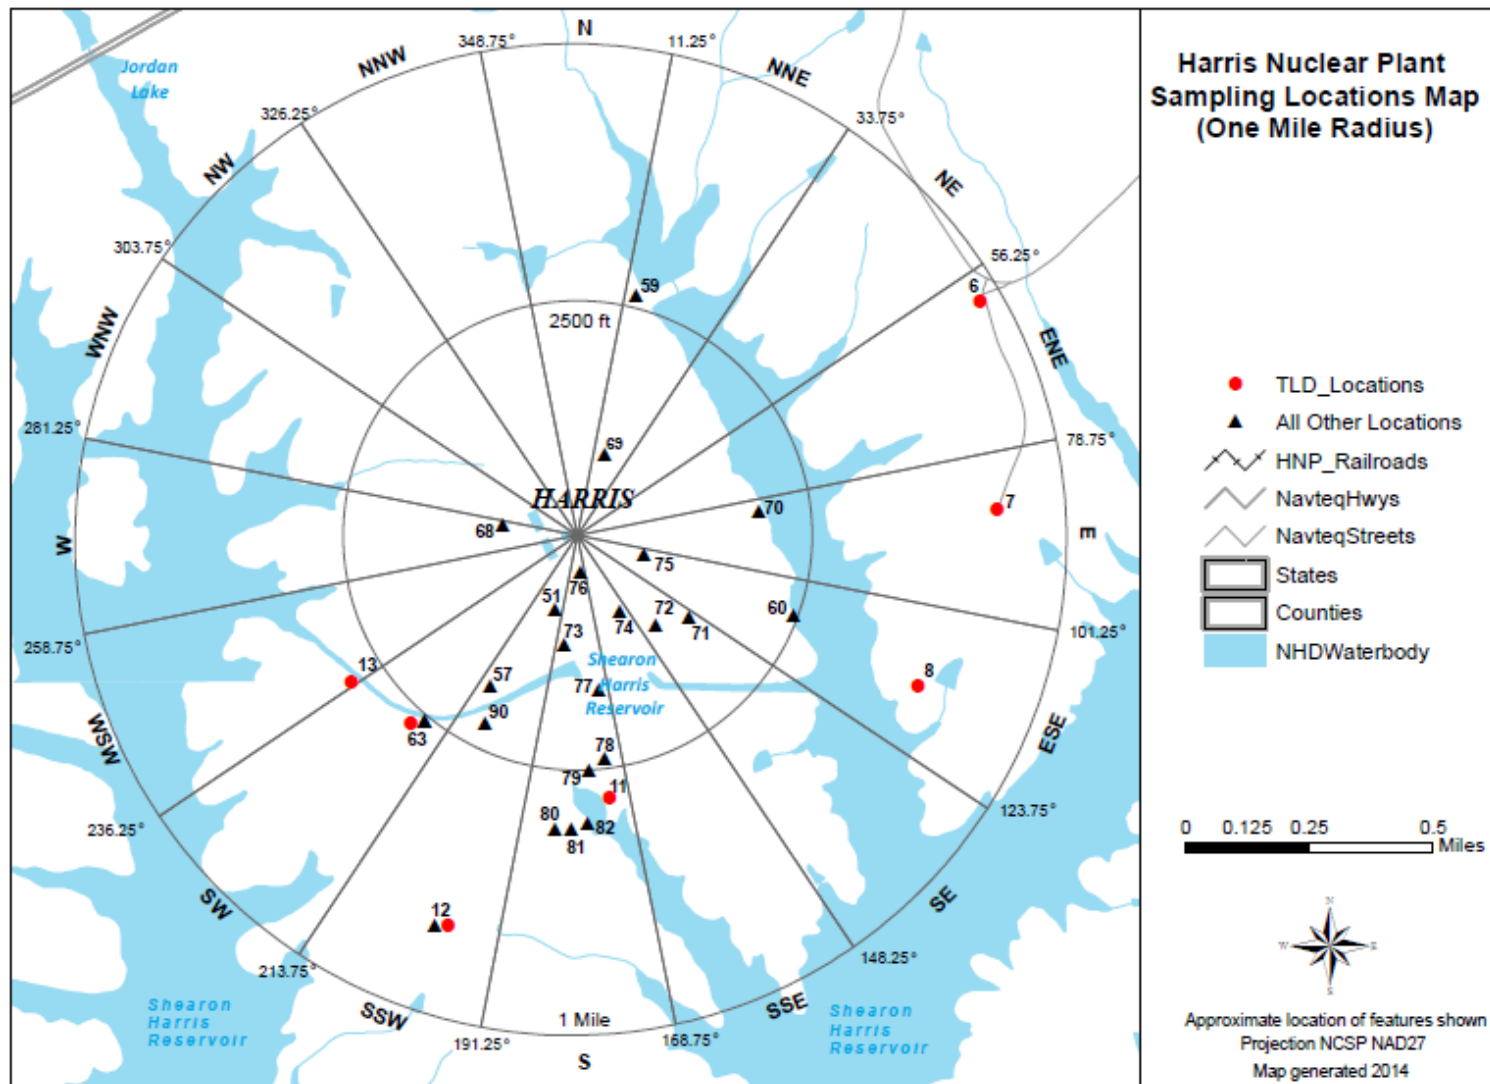 Harris Nuclear Plant
Sampling Locations Map
(One Mile Radius)
N
348.75°
11.25°
NNW
NNE
Jordan
Lake
326.25°
33.75°
NW
NE
303.75°
56.25°
6
59
2500 ft
WNW
ENE
281.25°
78.75°
69
HARRIS
68
70
7
W
E
75
76
51
74
72
71
60
101.25°
258.75°
73
Shearon
Harris
Reservoir
13
57
77
8
90
63
WSW
ESE
78
79
11
123.75°
236.25°
80
81
82
SW
SE
12
148.25°
213.75°
SSW
SSE
1 Mile
191.25°
168.75°
S
Shearon
Harris
Reservoir
Shearon
Harris
Reservoir
TLD_Locations
All Other Locations
HNP_Railroads
NavteqHwys
NavteqStreets
States
Counties
NHDWaterbody
0 0.125 0.25 0.5
Miles
N
W E
S
Approximate location of features shown
Projection NCSP NAD27
Map generated 2014